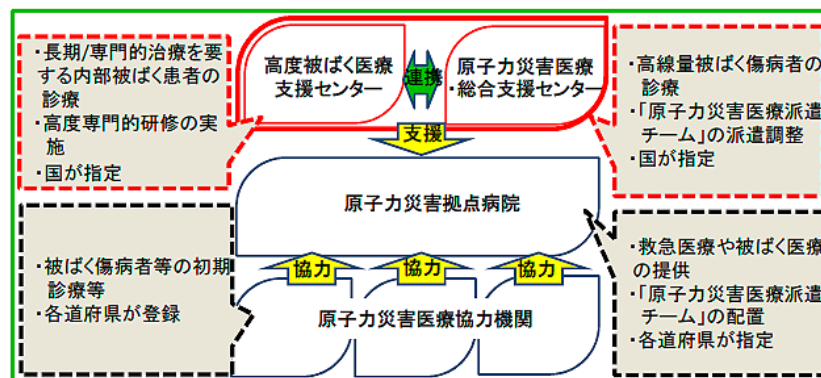 ・長期/専門的治療を要
する内部被ばく患者の
診療
・高度専門的研修の実
施
・国が指定
高度被ばく医療
支援センター
連携
原子力災害医療
・総合支援センター
・高線量被ばく傷病者の
診療
・「原子力災害医療派遣
チーム」の派遣調整
・国が指定
支援
原子力災害拠点病院
・被ばく傷病者等の初期
診療等
・各道府県が登録
協力
協力
協力
原子力災害医療協力機関
・救急医療や被ばく医療
の提供
・「原子力災害医療派遣
チーム」の配置
・各道府県が指定